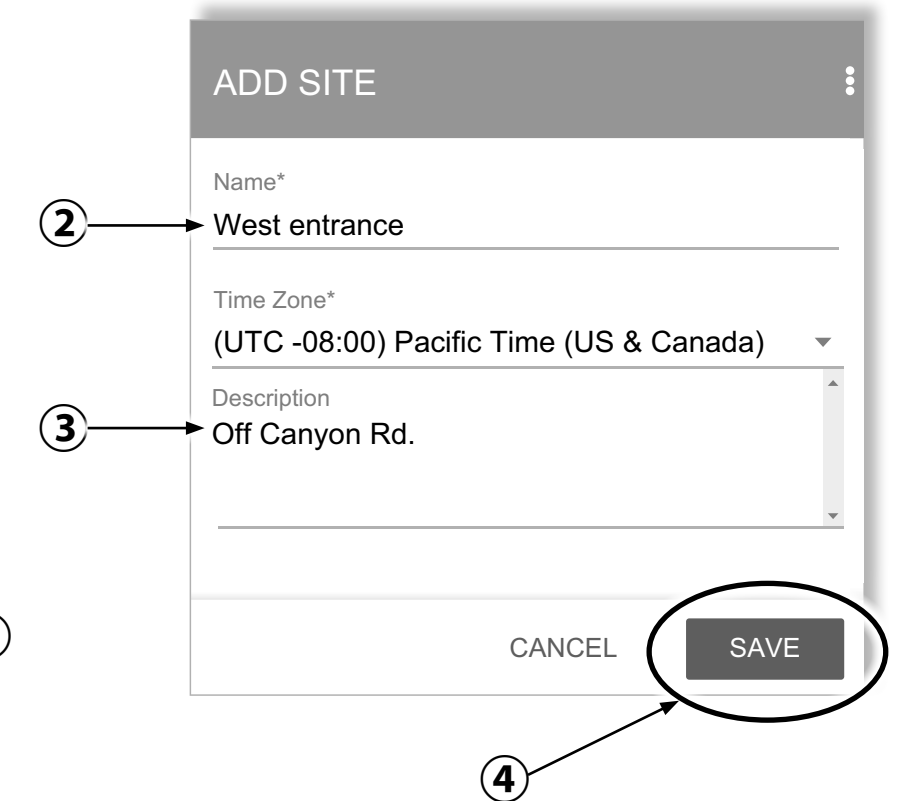 ADD SITE
Name*
② West entrance
Time Zone*
(UTC -08:00) Pacific Time (US & Canada)
Description
③ Off Canyon Rd.
CANCEL SAVE
④